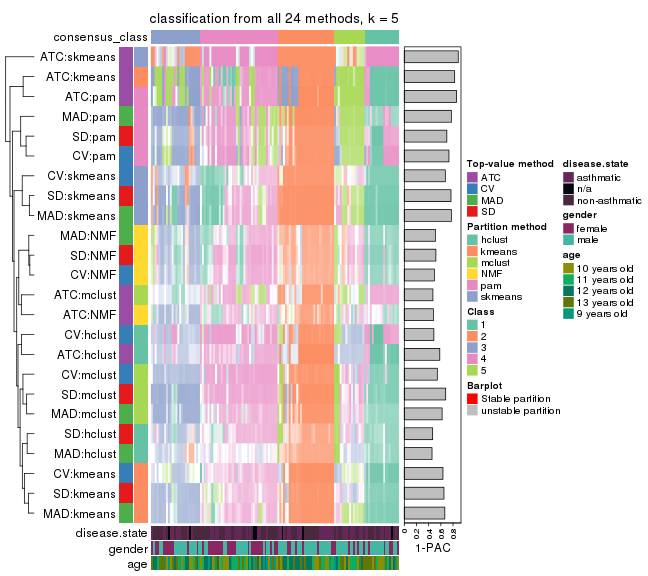 classification from all 24 methods, k = 5
consensus_class
ATC:skmeans
ATC:kmeans
ATC:pam
MAD:pam
SD:pam
CV:pam
CV:skmeans
SD:skmeans
MAD:skmeans
MAD:NMF
SD:NMF
CV:NMF
ATC:mclust
ATC:NMF
CV:hclust
ATC:hclust
CV:mclust
SD:mclust
MAD:mclust
SD:hclust
MAD:hclust
CV:kmeans
SD:kmeans
MAD:kmeans
disease.state
gender
age
0
0.2
0.4
0.6
0.8
1-PAC
Top-value method
ATC
CV
MAD
SD
Partition method
hclust
kmeans
mclust
NMF
pam
skmeans
Class
1
2
3
4
5
Barplot
Stable partition
unstable partition
disease.state
asthmatic
n/a
non-asthmatic
gender
female
male
age
10 years old
11 years old
12 years old
13 years old
9 years old